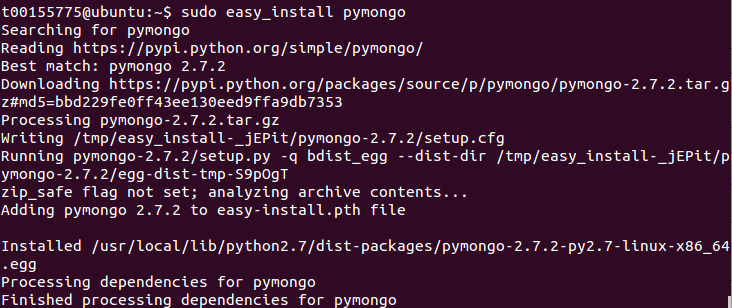 t00155775@ubuntu:~$ sudo easy_install pymongo
Searching for pymongo
Reading https://pypi.python.org/simple/pymongo/
Best match: pymongo 2.7.2
Downloading https://pypi.python.org/packages/source/p/pymongo/pymongo-2.7.2.tar.g
z#md5=bbd229fe0ff43ee130eed9ffa9db7353
Processing pymongo-2.7.2.tar.gz
Writing /tmp/easy_install-_jEPit/pymongo-2.7.2/setup.cfg
Running pymongo-2.7.2/setup.py -q bdist_egg --dist-dir /tmp/easy_install-_jEPit/p
ymongo-2.7.2/egg-dist-tmp-S9pOgT
zip_safe flag not set; analyzing archive contents...
Adding pymongo 2.7.2 to easy-install.pth file
Installed /usr/local/lib/python2.7/dist-packages/pymongo-2.7.2-py2.7-linux-x86_64
.egg
Processing dependencies for pymongo
Finished processing dependencies for pymongo